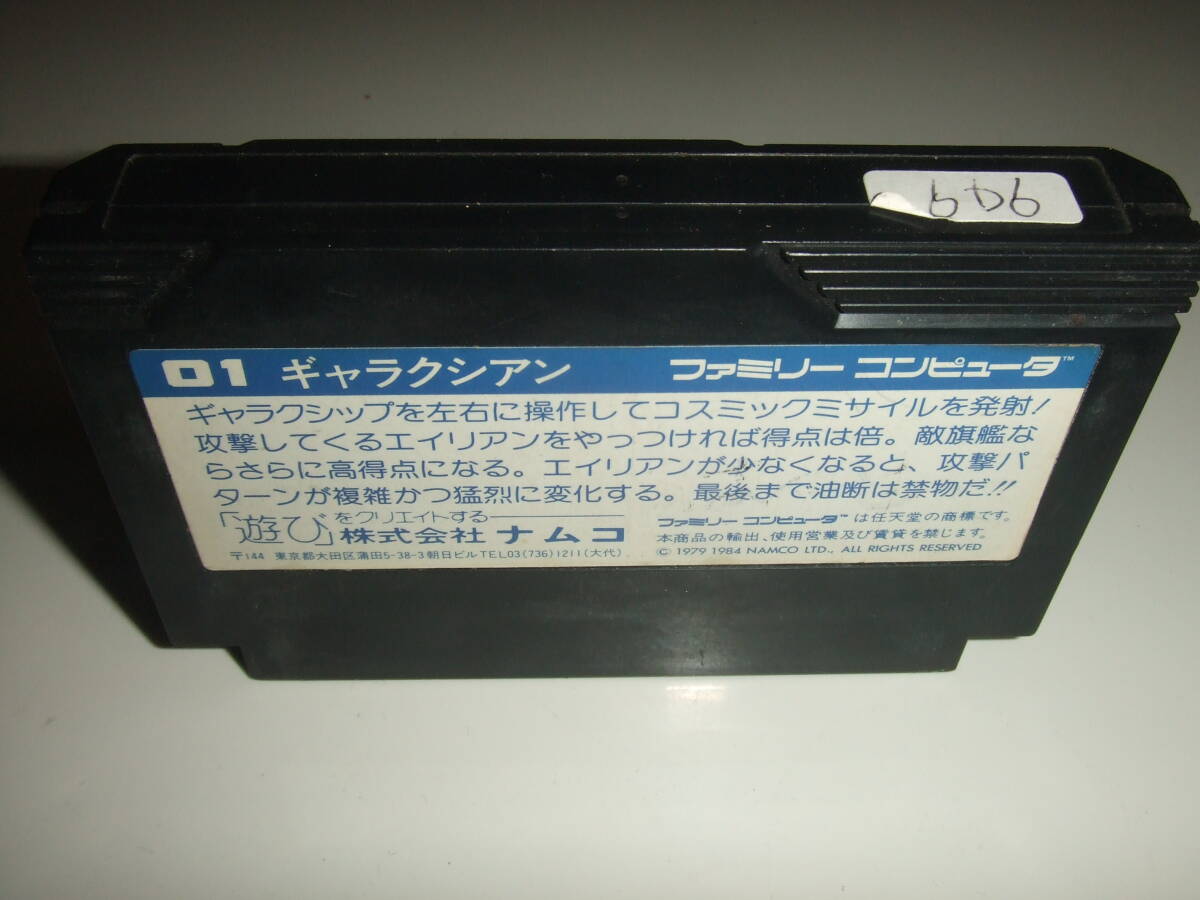 01 ギャラクシアン ファミリー コンピュータ™
ギャラクシップを左右に操作してコスミックミサイルを発射!
攻撃してくるエイリアンをやっつければ得点は倍。敵旗艦な
らさらに高得点になる。エイリアンが少なくなると、攻撃パ
ターンが複雑かつ猛烈に変化する。最後まで油断は禁物だ!!
「遊び」をクリエイトする
株式会社 ナムコ
〒144 東京都大田区蒲田5-38-3朝日ビル TEL03(736)1211(大代)
ファミリー コンピュータ™ は任天堂の商標です。
本商品の輸出、使用営業及び賃貸を禁じます。
© 1979 1984 NAMCO LTD., ALL RIGHTS RESERVED